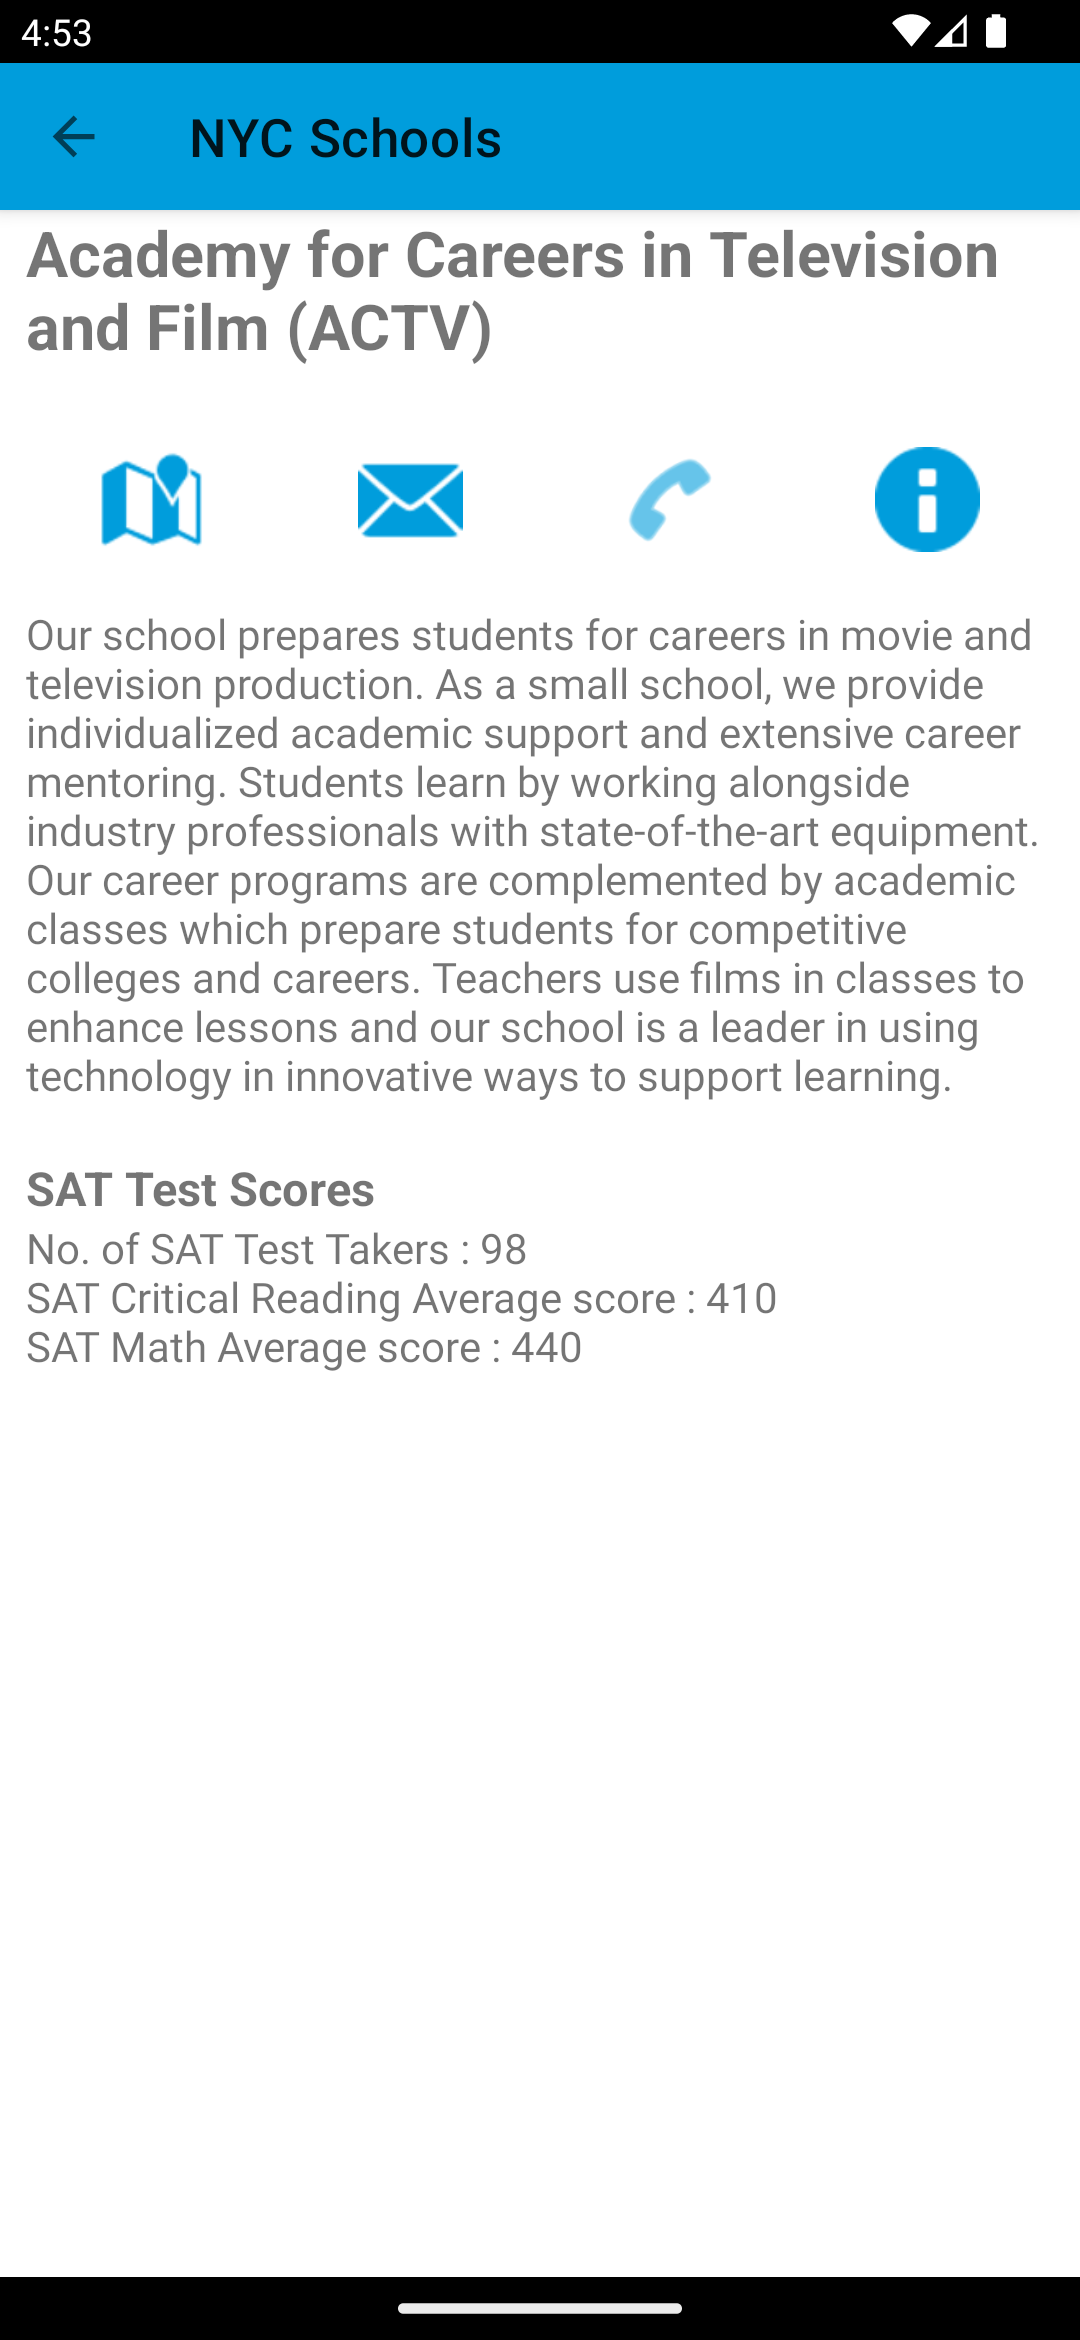 4:53
NYC Schools
Academy for Careers in Television
and Film (ACTV)
Our school prepares students for careers in movie and
television production. As a small school, we provide
individualized academic support and extensive career
mentoring. Students learn by working alongside
industry professionals with state-of-the-art equipment.
Our career programs are complemented by academic
classes which prepare students for competitive
colleges and careers. Teachers use films in classes to
enhance lessons and our school is a leader in using
technology in innovative ways to support learning.
SAT Test Scores
No. of SAT Test Takers : 98
SAT Critical Reading Average score : 410
SAT Math Average score : 440